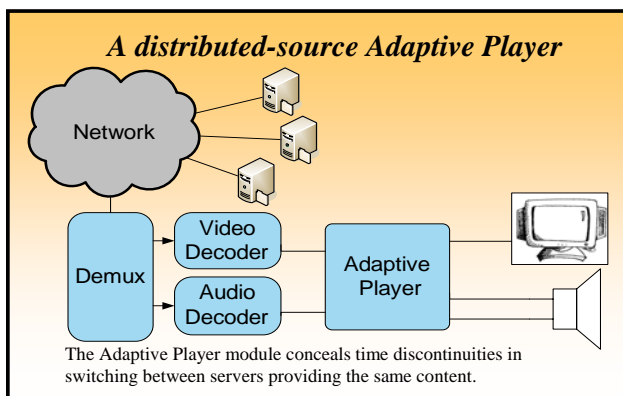 A distributed-source Adaptive Player
Network
Video
Decoder
Demux
Audio
Decoder
Adaptive
Player
The Adaptive Player module conceals time discontinuities in
switching between servers providing the same content.